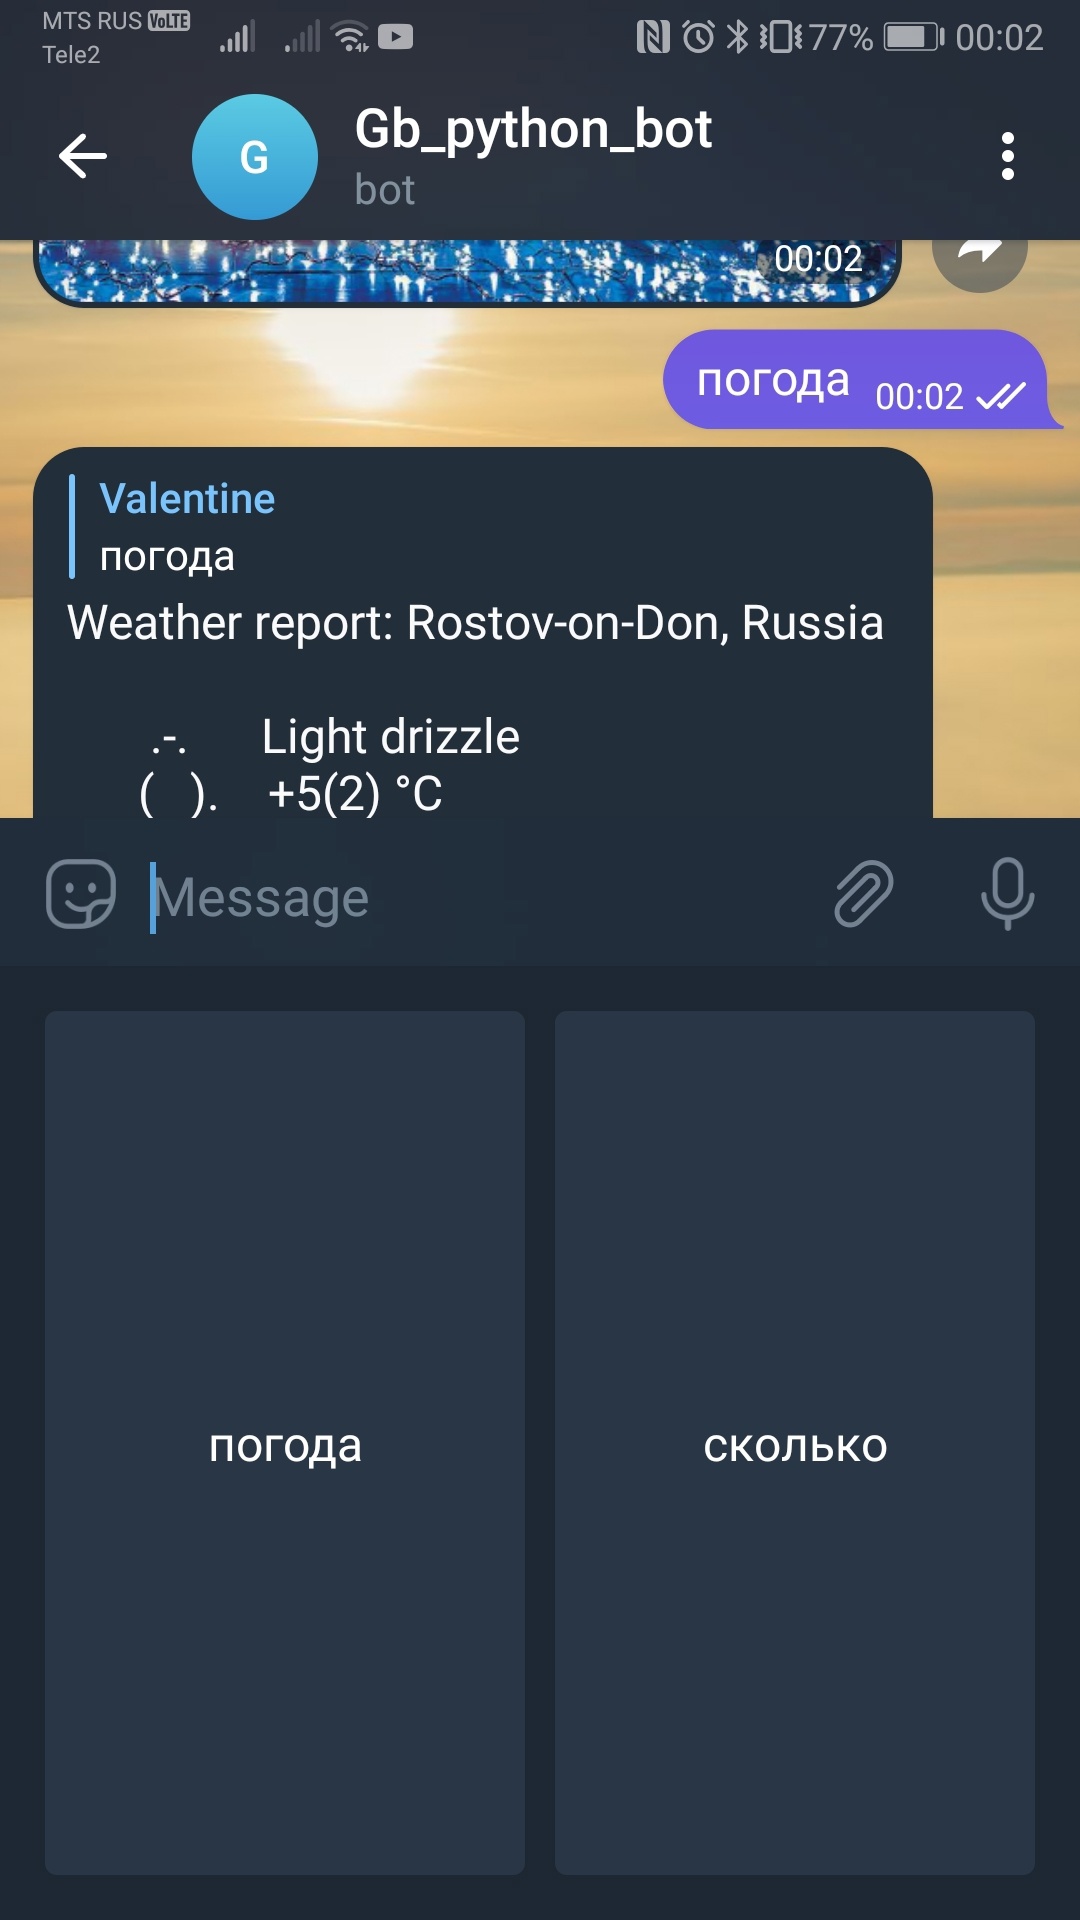 MTS RUS VoLTE
Tele2
77%
00:02
G
Gb_python_bot
bot
00:02
погода 00:02
Valentine
погода
Weather report: Rostov-on-Don, Russia
.-. Light drizzle
( ). +5(2) °C
Message
погода
сколько